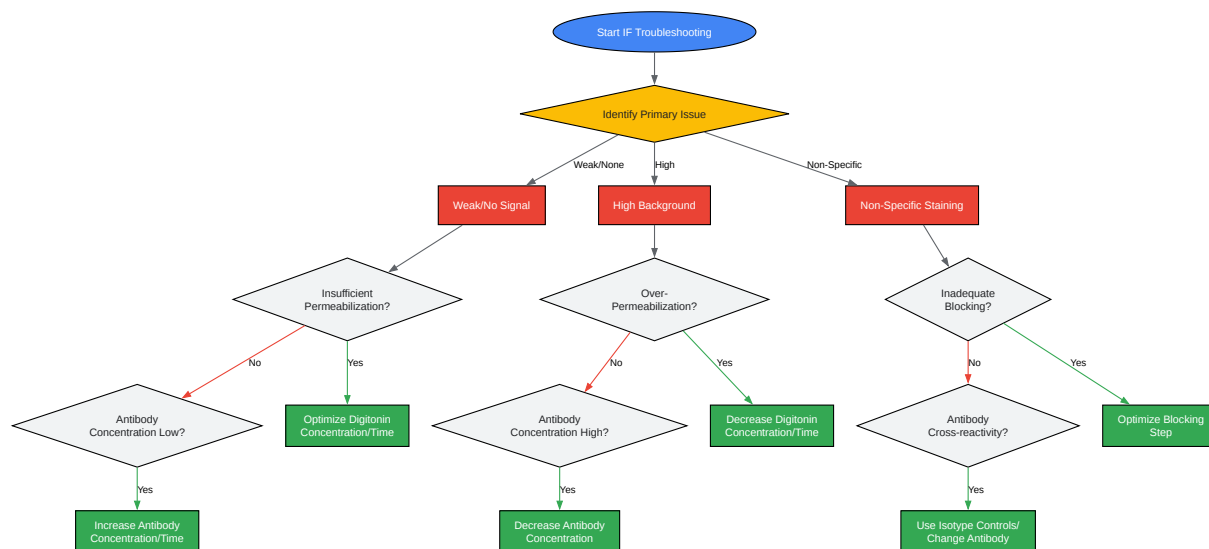 Start IF Troubleshooting
Identify Primary Issue
Weak/None
High
Non-Specific
Weak/No Signal
High Background
Non-Specific Staining
Insufficient
Permeabilization?
Over-
Permeabilization?
Inadequate
Blocking?
No
Yes
No
Yes
No
Yes
Antibody
Concentration Low?
Optimize Digitonin
Concentration/Time
Antibody
Concentration High?
Decrease Digitonin
Concentration/Time
Antibody
Cross-reactivity?
Optimize Blocking
Step
Yes
Yes
Yes
Increase Antibody
Concentration/Time
Decrease Antibody
Concentration
Use Isotype Controls/
Change Antibody